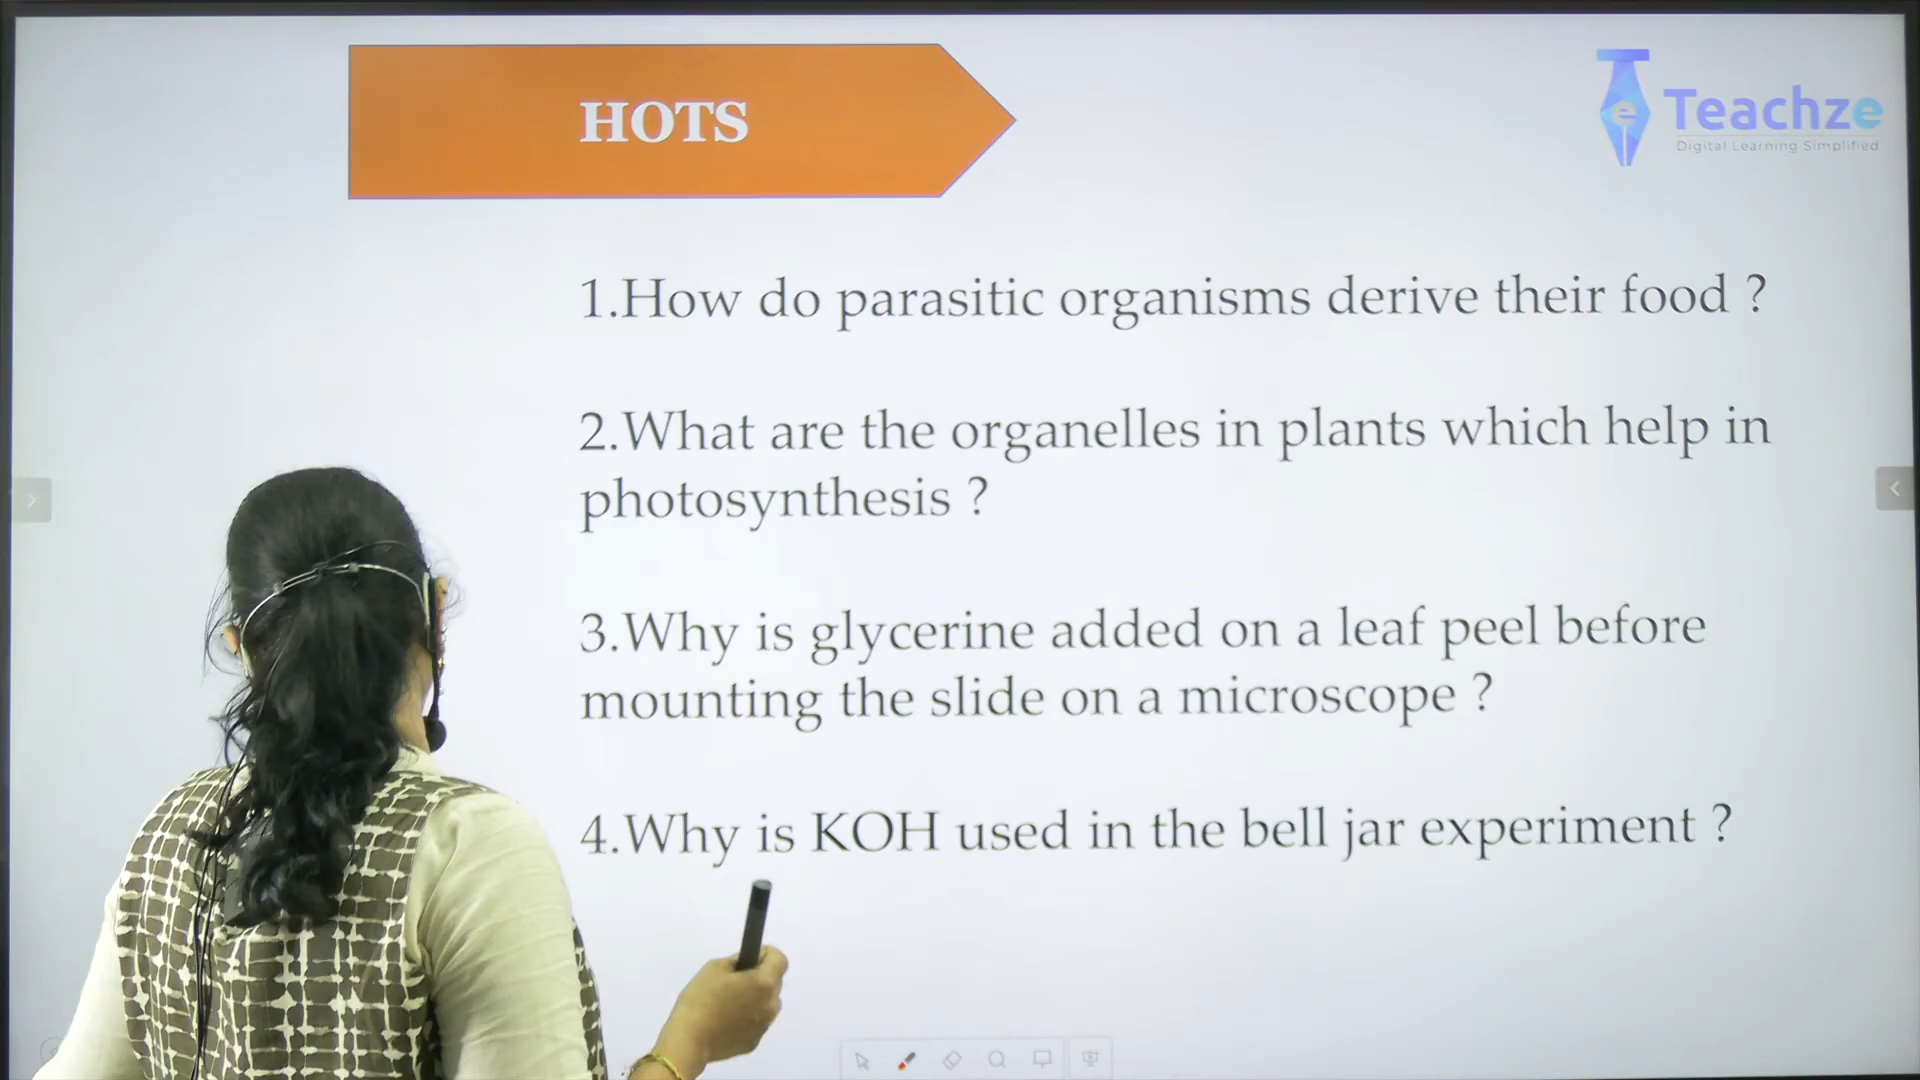 HOTS
e
Teachze
Digital Learning Simplified
1.How do parasitic organisms derive their food ?
2.What are the organelles in plants which help in
photosynthesis ?
3.Why is glycerine added on a leaf peel before
mounting the slide on a microscope ?
4.Why is KOH used in the bell jar experiment ?